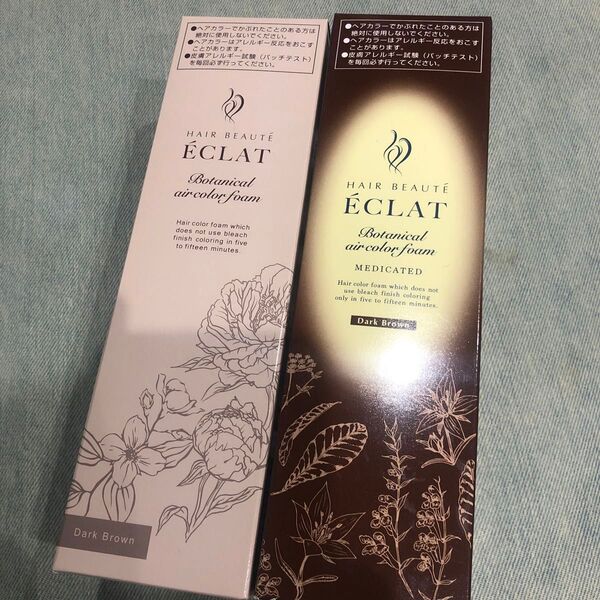 ●ヘアカラーでかぶれたことのある方は
絶対に使用しないでください。
●ヘアカラーはアレルギー反応をおこす
ことがあります。
●皮膚アレルギー試験（パッチテスト）
を毎回必ず行ってください。
HAIR BEAUTÉ
ÉCLAT
Botanical
air color foam
Hair color foam which
does not use bleach
finish coloring in five
to fifteen minutes.
Dark Brown
●ヘアカラーでかぶれたことのある方は
絶対に使用しないでください。
●ヘアカラーはアレルギー反応をおこす
ことがあります。
●皮膚アレルギー試験（パッチテスト）
を毎回必ず行ってください。
HAIR BEAUTÉ
ÉCLAT
Botanical
air color foam
MEDICATED
Hair color foam which does not
use bleach finish coloring
only in five to fifteen minutes.
Dark Brown